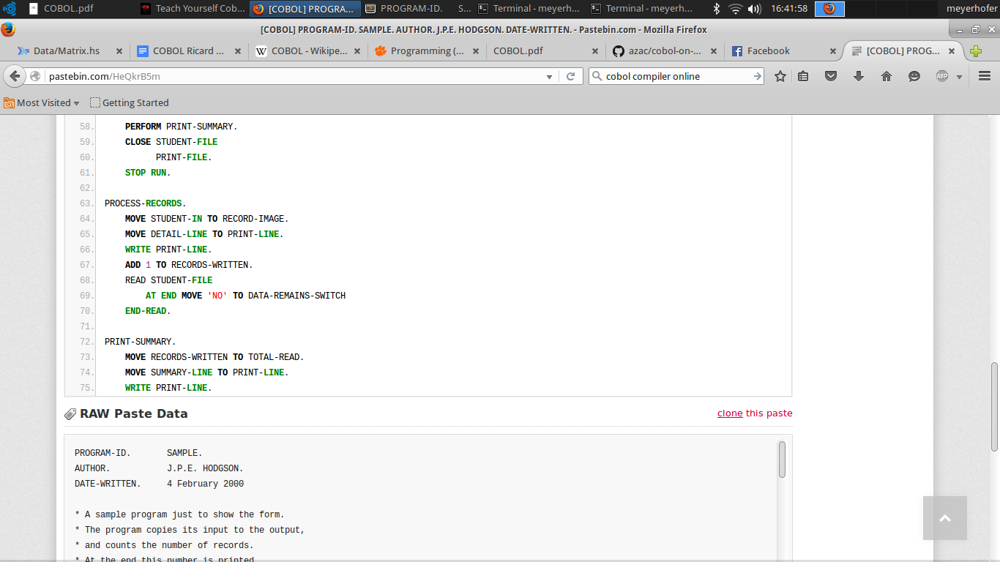 COBOL.pdf Teach Yourself Cob... [COBOL] PROGRA... PROGRAM-ID. S... Terminal - meyerh... Terminal - meyerh... 16:41:58 meyerhofer
[COBOL] PROGRAM-ID. SAMPLE. AUTHOR. J.P.E. HODGSON. DATE-WRITTEN. - Pastebin.com - Mozilla Firefox
Data/Matrix.hs COBOL Ricard ... COBOL - Wikipe... Programming (... COBOL.pdf azac/cobol-on-... Facebook [COBOL] PROG...
pastebin.com/HeQkrB5m cobol compiler online ABP
Most Visited Getting Started
58. PERFORM PRINT-SUMMARY.
59. CLOSE STUDENT-FILE
60. PRINT-FILE.
61. STOP RUN.
62.
63. PROCESS-RECORDS.
64. MOVE STUDENT-IN TO RECORD-IMAGE.
65. MOVE DETAIL-LINE TO PRINT-LINE.
66. WRITE PRINT-LINE.
67. ADD 1 TO RECORDS-WRITTEN.
68. READ STUDENT-FILE
69. AT END MOVE 'NO' TO DATA-REMAINS-SWITCH
70. END-READ.
71.
72. PRINT-SUMMARY.
73. MOVE RECORDS-WRITTEN TO TOTAL-READ.
74. MOVE SUMMARY-LINE TO PRINT-LINE.
75. WRITE PRINT-LINE.
RAW Paste Data clone this paste
PROGRAM-ID. SAMPLE.
AUTHOR. J.P.E. HODGSON.
DATE-WRITTEN. 4 February 2000
* A sample program just to show the form.
* The program copies its input to the output,
* and counts the number of records.
* At the end this number is printed